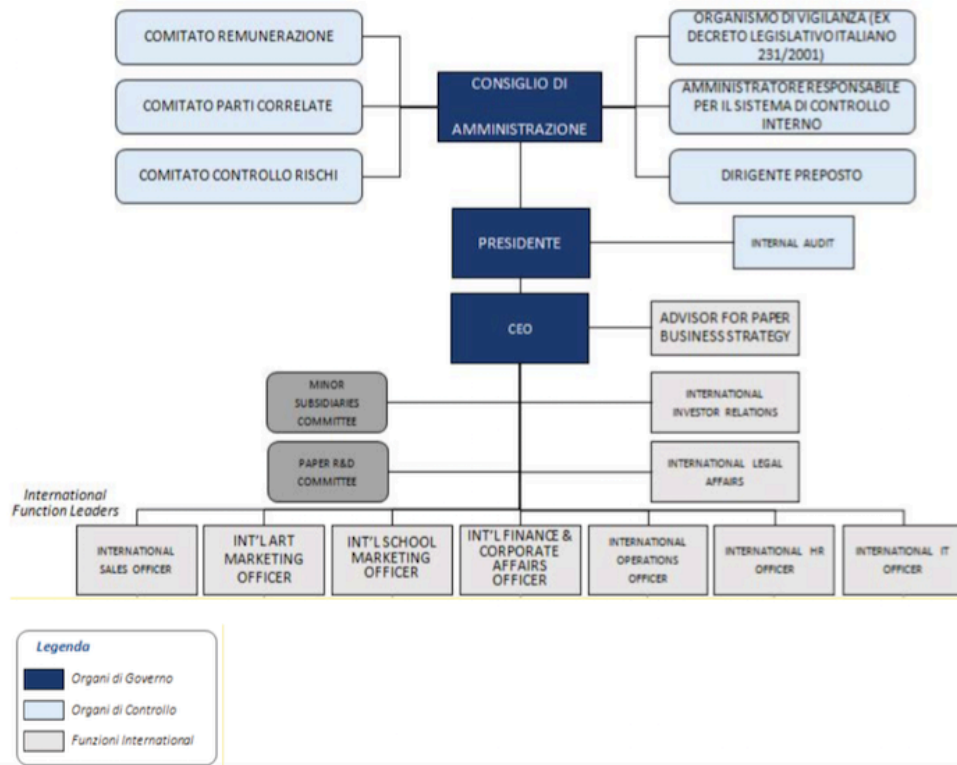 COMITATO REMUNERAZIONE
COMITATO PARTI CORRELATE
COMITATO CONTROLLO RISCHI
CONSIGLIO DI
AMMINISTRAZIONE
ORGANISMO DI VIGILANZA (EX
DECRETO LEGISLATIVO ITALIANO
231/2001)
AMMINISTRATORE RESPONSABILE
PER IL SISTEMA DI CONTROLLO
INTERNO
DIRIGENTE PREPOSTO
PRESIDENTE
INTERNAL AUDIT
CEO
ADVISOR FOR PAPER
BUSINESS STRATEGY
MINOR
SUBSIDIARIES
COMMITTEE
INTERNATIONAL
INVESTOR RELATIONS
PAPER R&D
COMMITTEE
INTERNATIONAL LEGAL
AFFAIRS
International
Function Leaders
INTERNATIONAL
SALES OFFICER
INT'L ART
MARKETING
OFFICER
INT'L SCHOOL
MARKETING
OFFICER
INT'L FINANCE &
CORPORATE
AFFAIRS
OFFICER
INTERNATIONAL
OPERATIONS
OFFICER
INTERNATIONAL HR
OFFICER
INTERNATIONAL IT
OFFICER
Legenda
Organi di Governo
Organi di Controllo
Funzioni International